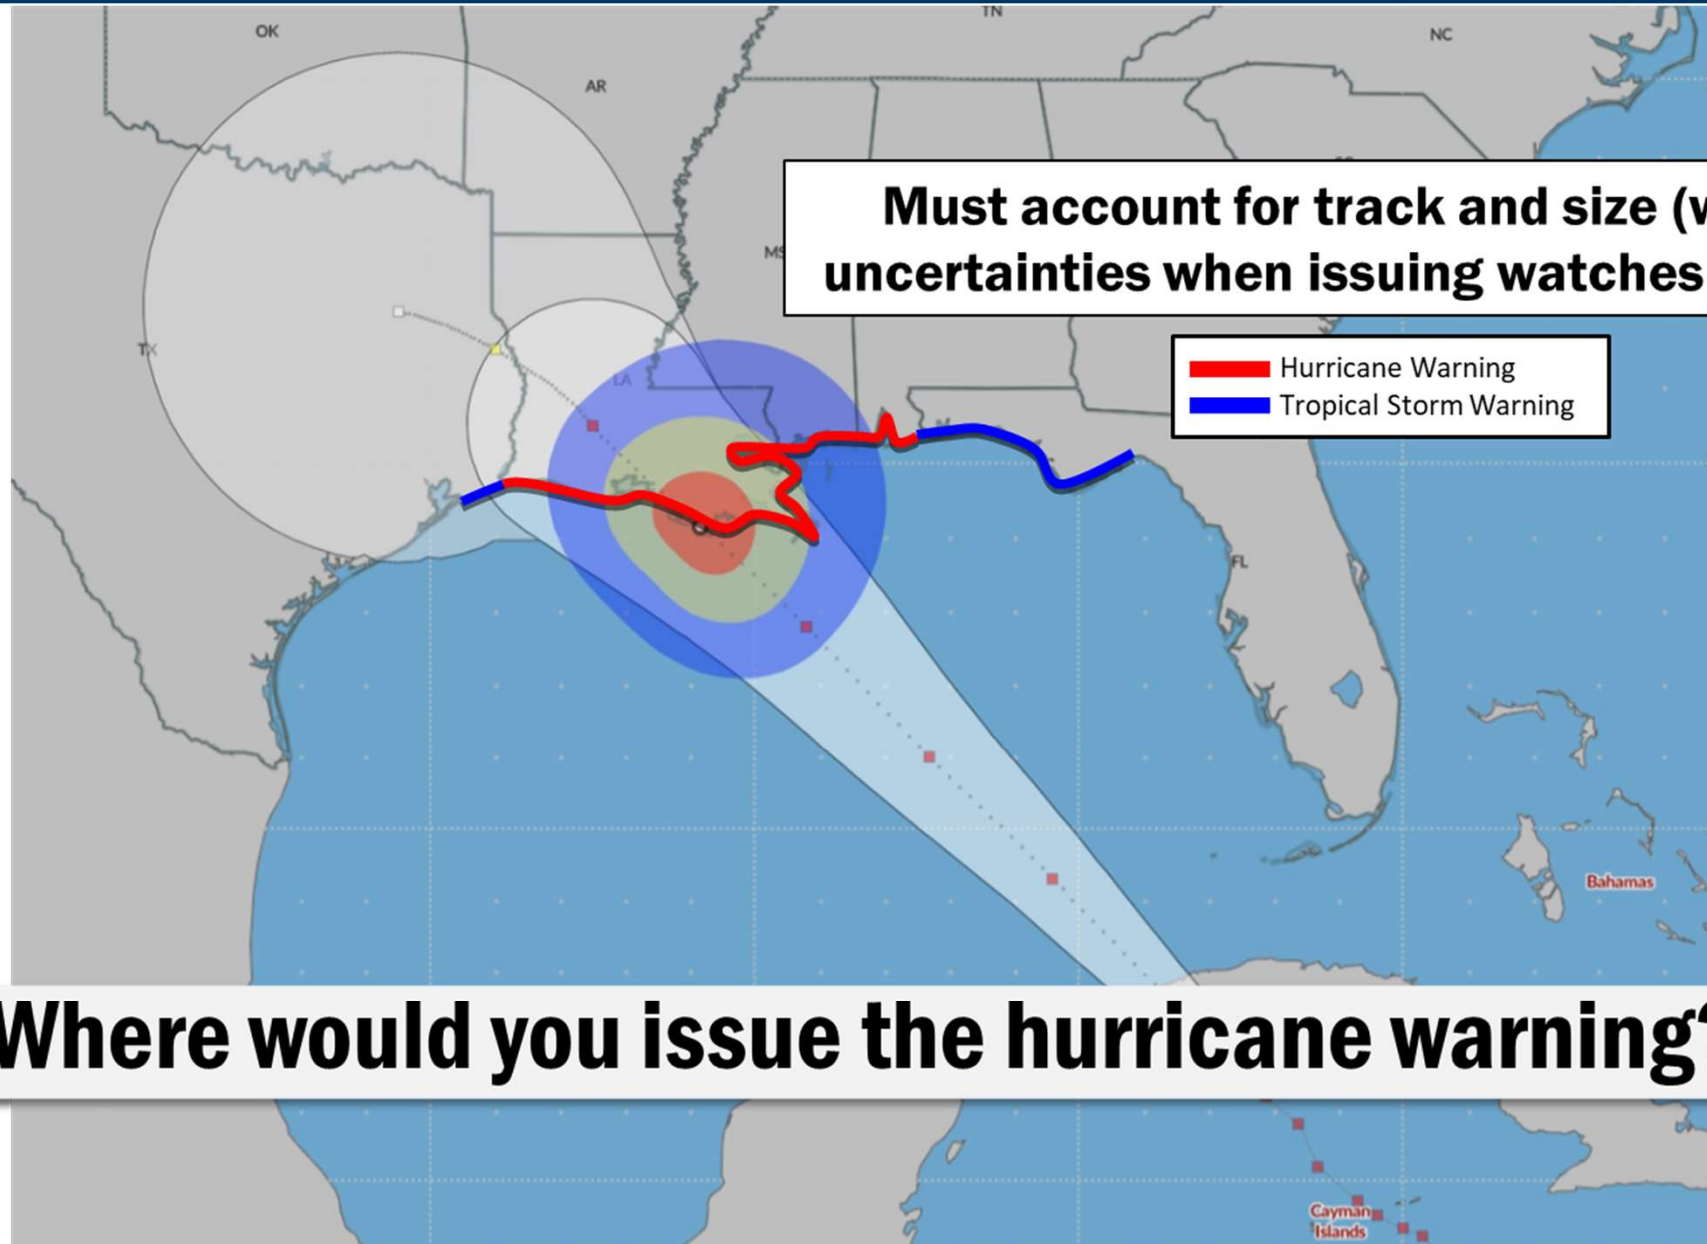 TN
OK
NC
AR
Must account for track and size (w
MS
uncertainties when issuing watches
TX
Hurricane Warning
LA
Tropical Storm Warning
FL
Bahamas
Where would you issue the hurricane warning?
Cayman
Islands